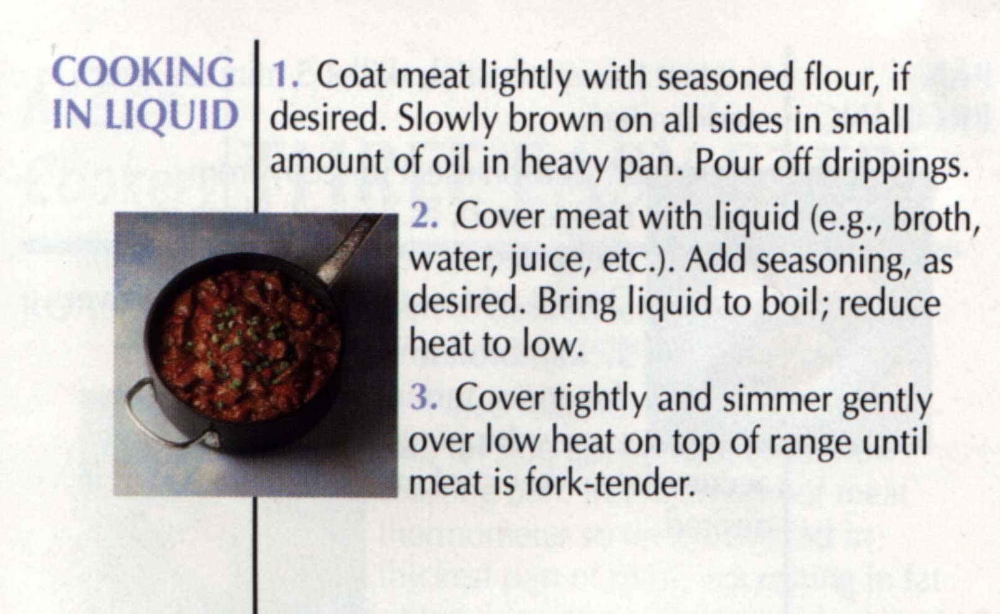 COOKING
IN LIQUID
1. Coat meat lightly with seasoned flour, if
desired. Slowly brown on all sides in small
amount of oil in heavy pan. Pour off drippings.
2. Cover meat with liquid (e.g., broth,
water, juice, etc.). Add seasoning, as
desired. Bring liquid to boil; reduce
heat to low.
3. Cover tightly and simmer gently
over low heat on top of range until
meat is fork-tender.